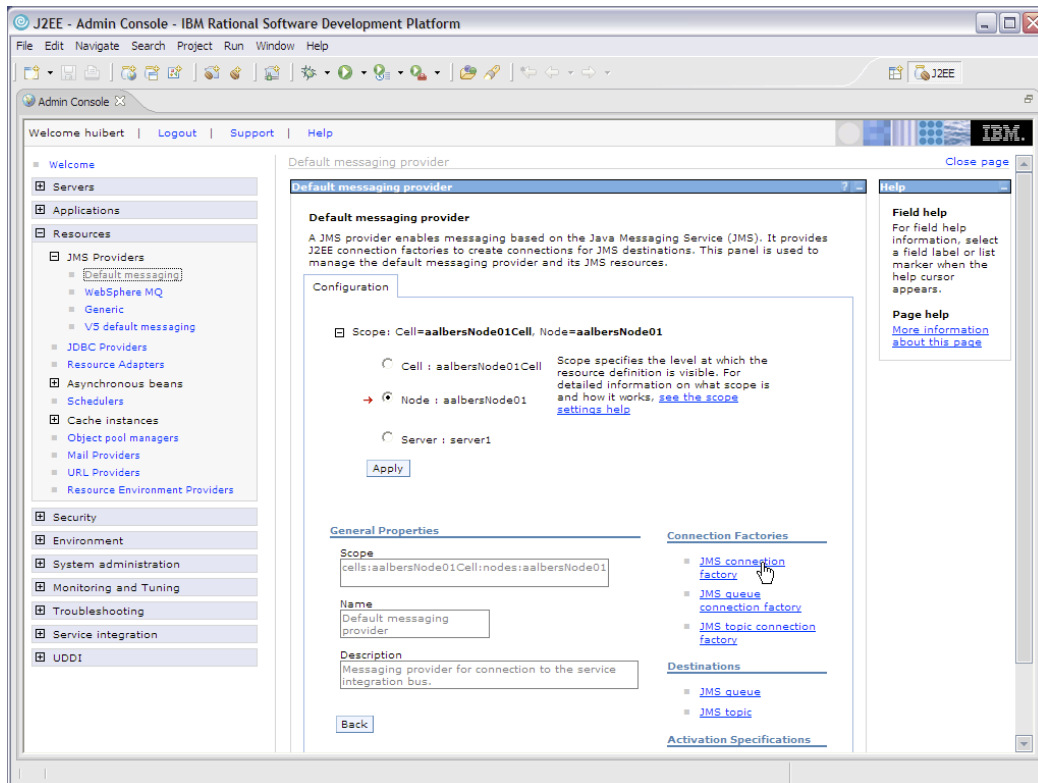 J2EE - Admin Console - IBM Rational Software Development Platform
File Edit Navigate Search Project Run Window Help
J2EE
Admin Console
Welcome huibert | Logout | Support | Help
IBM.
Welcome
Servers
Applications
Resources
JMS Providers
Default messaging
WebSphere MQ
Generic
V5 default messaging
JDBC Providers
Resource Adapters
Asynchronous beans
Schedulers
Cache instances
Object pool managers
Mail Providers
URL Providers
Resource Environment Providers
Security
Environment
System administration
Monitoring and Tuning
Troubleshooting
Service integration
UDDI
Default messaging provider
Close page
Default messaging provider
? -
Default messaging provider
A JMS provider enables messaging based on the Java Messaging Service (JMS). It provides
J2EE connection factories to create connections for JMS destinations. This panel is used to
manage the default messaging provider and its JMS resources.
Configuration
Scope: Cell=aalbersNode01Cell, Node=aalbersNode01
Cell : aalbersNode01Cell
Node : aalbersNode01
Server : server1
Scope specifies the level at which the
resource definition is visible. For
detailed information on what scope is
and how it works, see the scope
settings help
Apply
General Properties
Scope
cells:aalbersNode01Cell:nodes:aalbersNode01
Name
Default messaging
provider
Description
Messaging provider for connection to the service
integration bus.
Back
Connection Factories
JMS connection
factory
JMS queue
connection factory
JMS topic connection
factory
Destinations
JMS queue
JMS topic
Activation Specifications
Help
Field help
For field help
information, select
a field label or list
marker when the
help cursor
appears.
Page help
More information
about this page